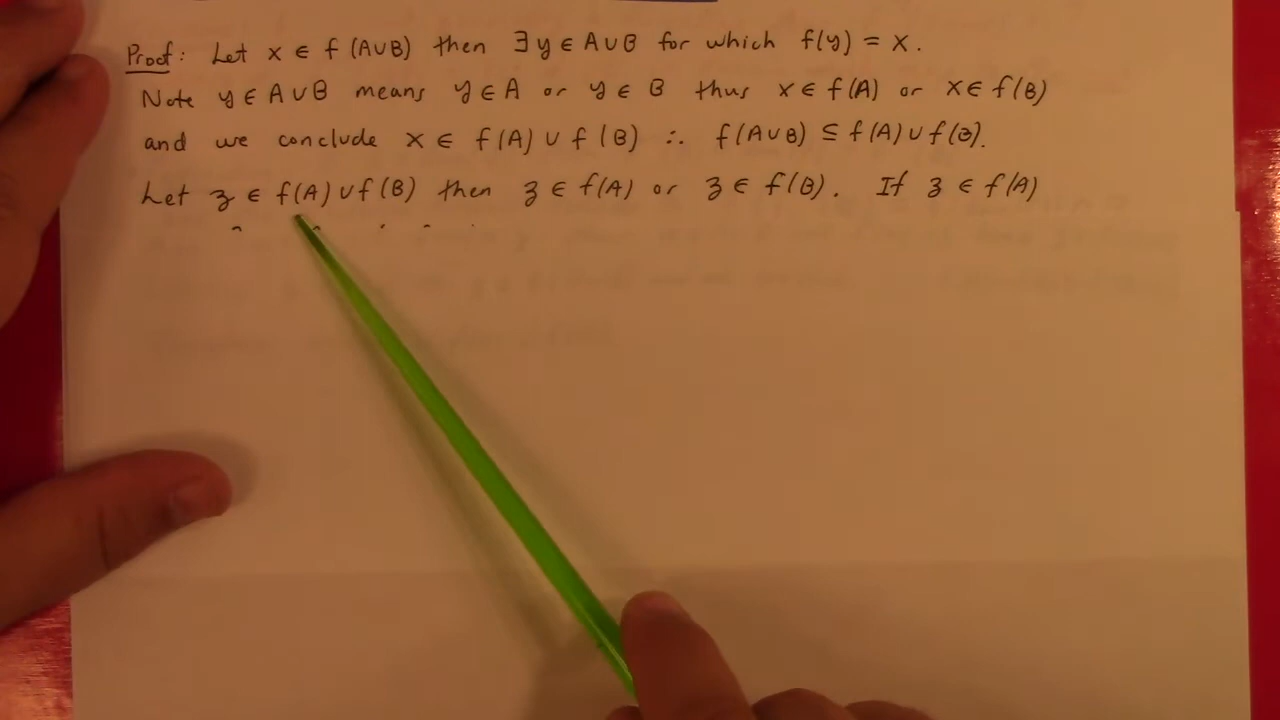 Proof: Let x ∈ f(A∪B) then ∃ y ∈ A∪B for which f(y) = x.
Note y ∈ A∪B means y ∈ A or y ∈ B thus x ∈ f(A) or x ∈ f(B)
and we conclude x ∈ f(A) ∪ f(B) ∴ f(A∪B) ⊆ f(A) ∪ f(B).
Let z ∈ f(A) ∪ f(B) then z ∈ f(A) or z ∈ f(B). If z ∈ f(A)